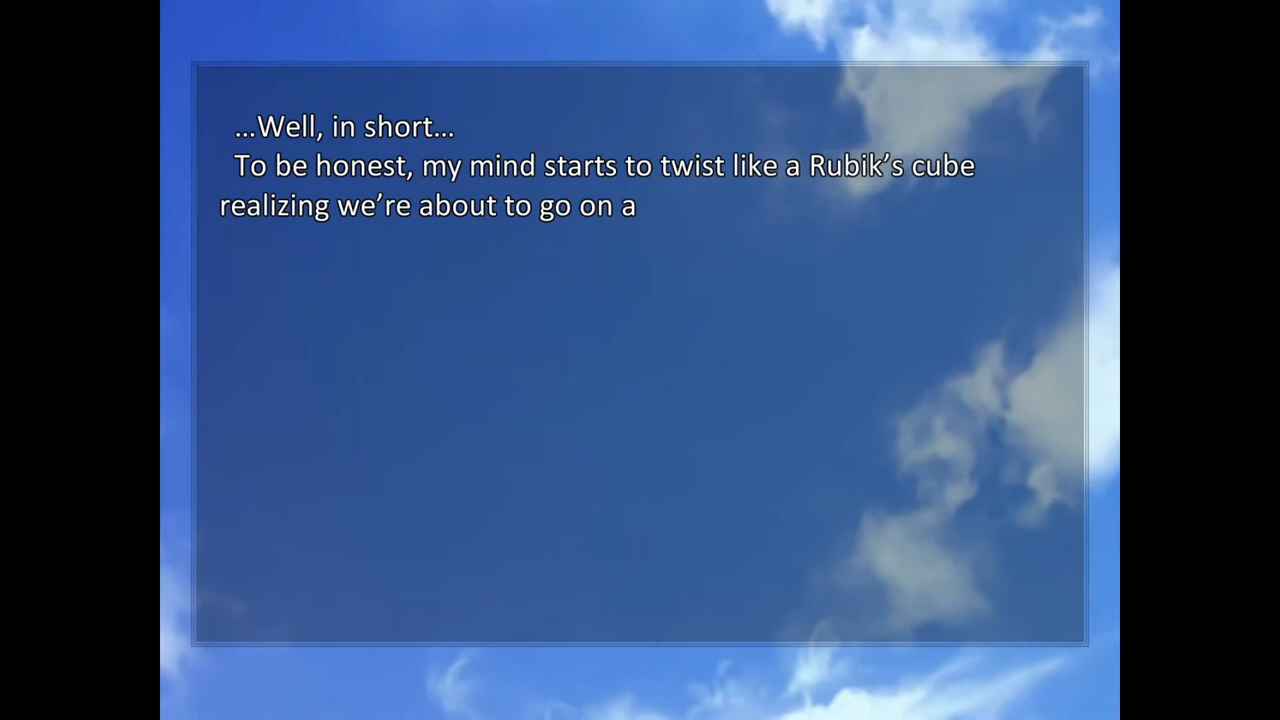 …Well, in short…
To be honest, my mind starts to twist like a Rubik’s cube
realizing we’re about to go on a